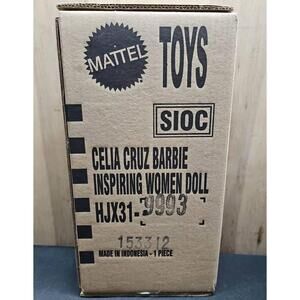 MATTEL
TOYS
SIOC
CELIA CRUZ BARBIE
INSPIRING WOMEN DOLL
HJX31-9993
153312
MADE IN INDONESIA - 1 PIECE